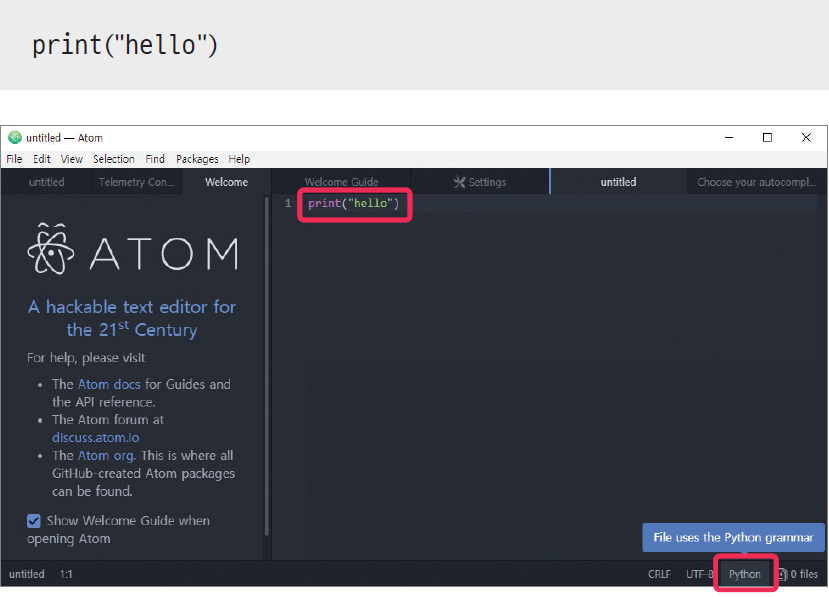 print("hello")
untitled — Atom
File Edit View Selection Find Packages Help
untitled Telemetry Con... Welcome Welcome Guide Settings untitled Choose your autocompl...
1 print("hello")
ATOM
A hackable text editor for
the 21st Century
For help, please visit
• The Atom docs for Guides and
the API reference.
• The Atom forum at
discuss.atom.io
• The Atom org. This is where all
GitHub-created Atom packages
can be found.
Show Welcome Guide when
opening Atom
File uses the Python grammar
untitled 1:1 CRLF UTF-8 Python 0 files